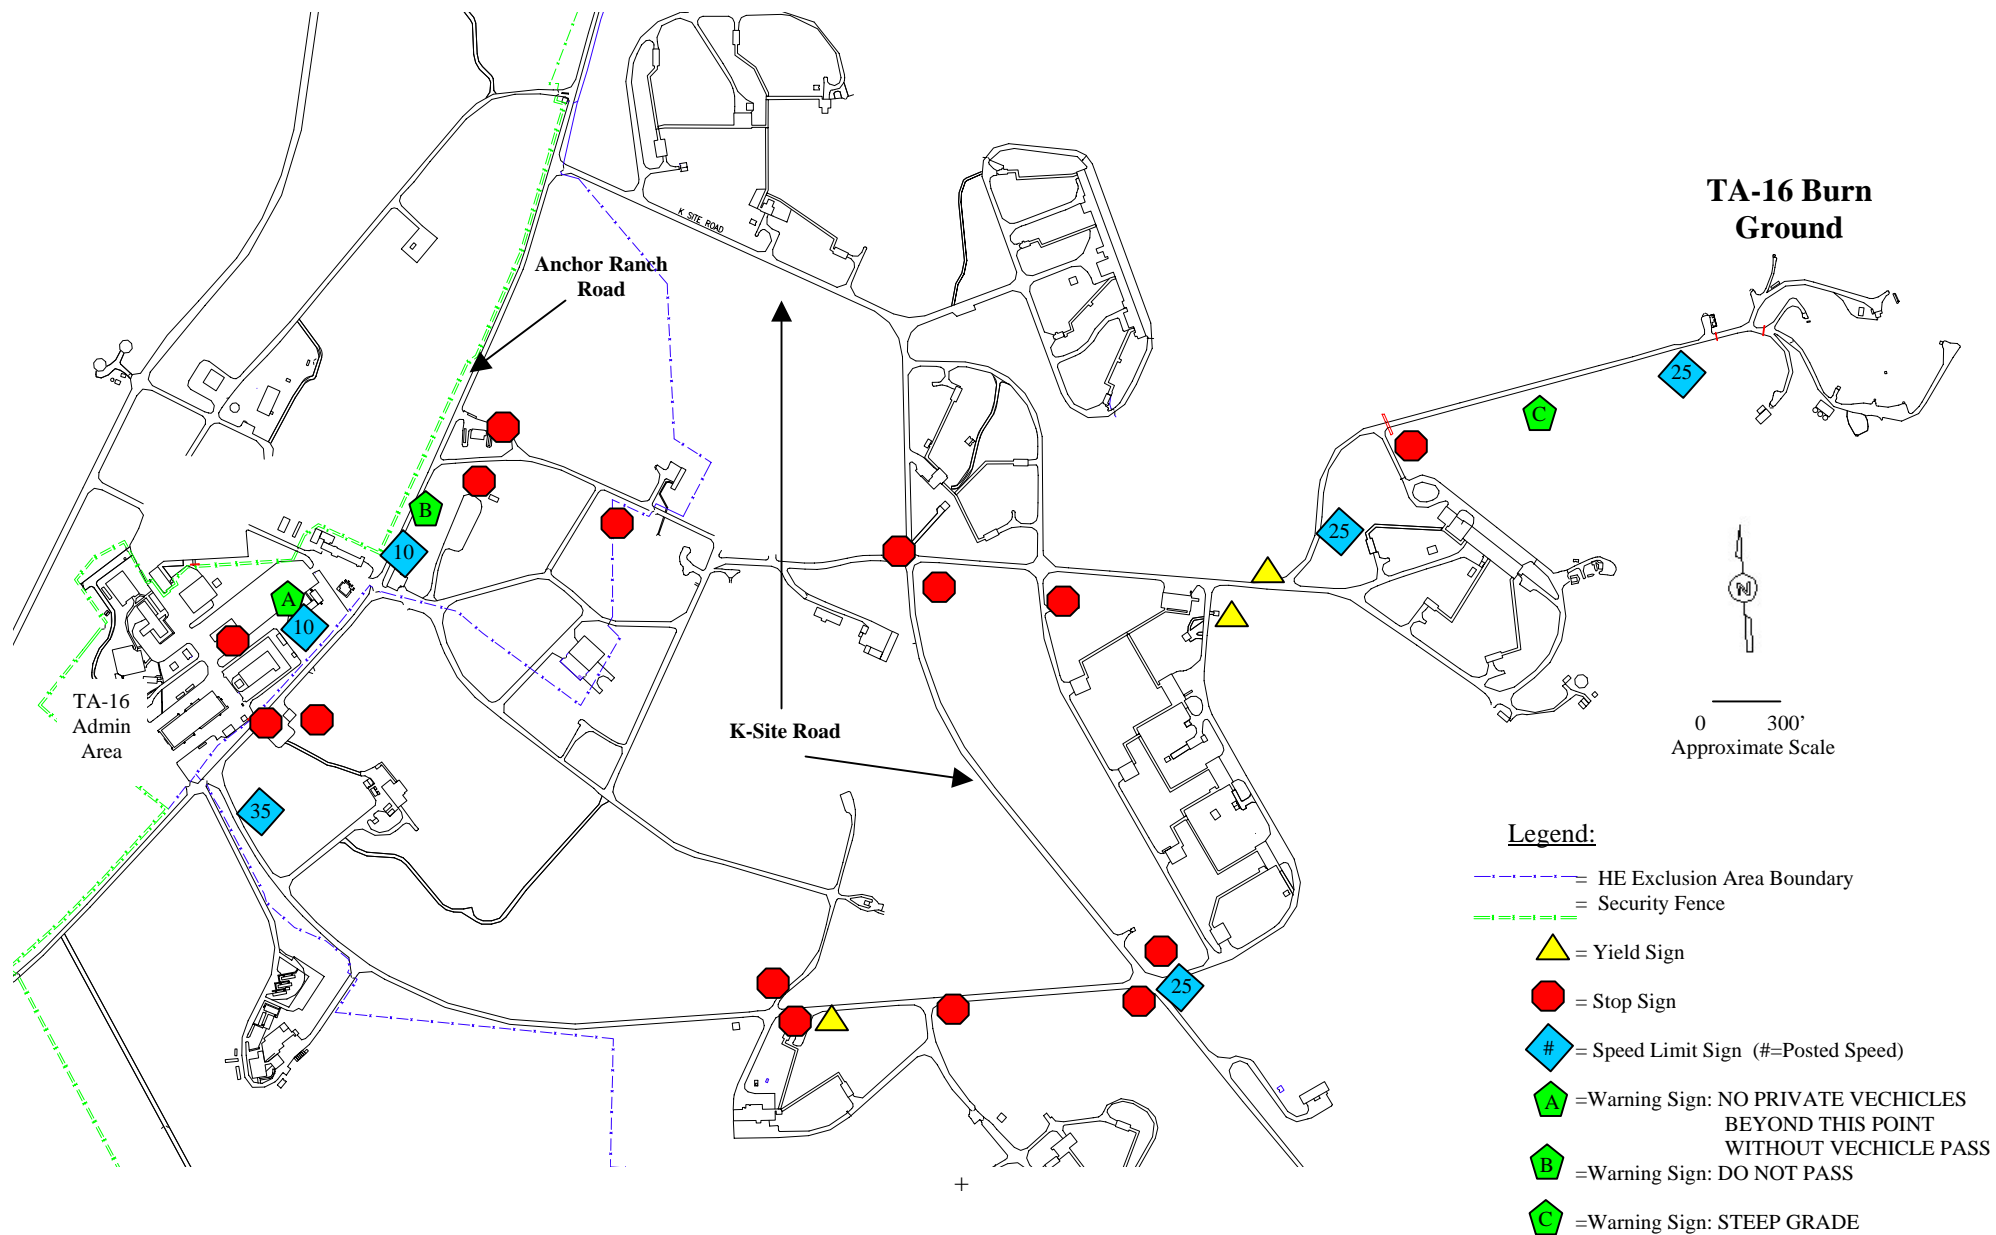 TA-16 Burn
Ground
K SITE ROAD
Anchor Ranch
Road
25
C
B
25
10
A
10
N
TA-16
Admin
Area
K-Site Road
0 300'
Approximate Scale
35
Legend:
= HE Exclusion Area Boundary
= Security Fence
= Yield Sign
25
= Stop Sign
# = Speed Limit Sign (#=Posted Speed)
A =Warning Sign: NO PRIVATE VECHICLES
BEYOND THIS POINT
WITHOUT VECHICLE PASS
B =Warning Sign: DO NOT PASS
C =Warning Sign: STEEP GRADE